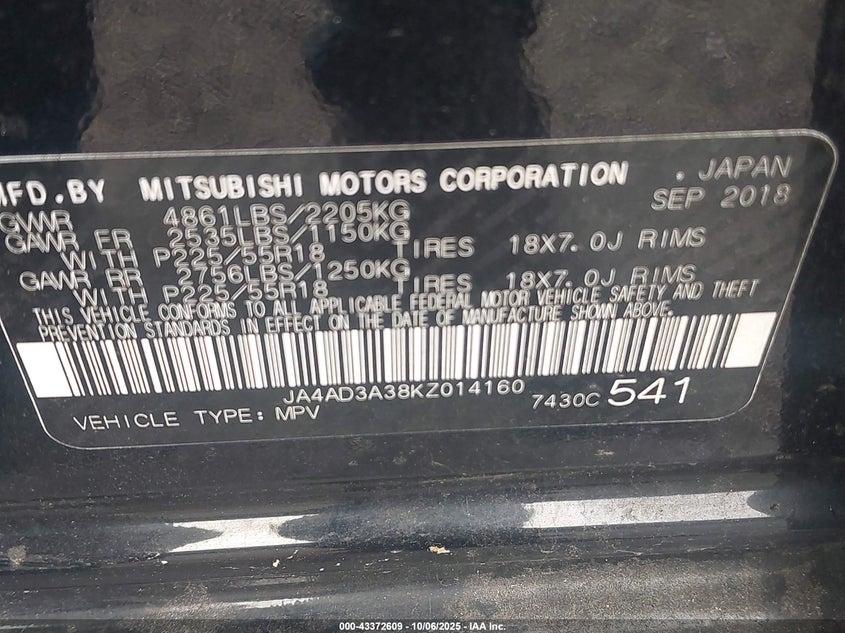 MFD.BY MITSUBISHI MOTORS CORPORATION . JAPAN
SEP 2018
GVWR 4861LBS/2205KG
GAWR FR 2535LBS/1150KG
WITH P225/55R18 TIRES 18X7.0J RIMS
GAWR RR 2756LBS/1250KG
WITH P225/55R18 TIRES 18X7.0J RIMS
THIS VEHICLE CONFORMS TO ALL APPLICABLE FEDERAL MOTOR VEHICLE SAFETY AND THEFT
PREVENTION STANDARDS IN EFFECT ON THE DATE OF MANUFACTURE SHOWN ABOVE.
JA4AD3A38KZ014160
7430C 541
VEHICLE TYPE: MPV
000-43372609 - 10/06/2025 - IAA Inc.